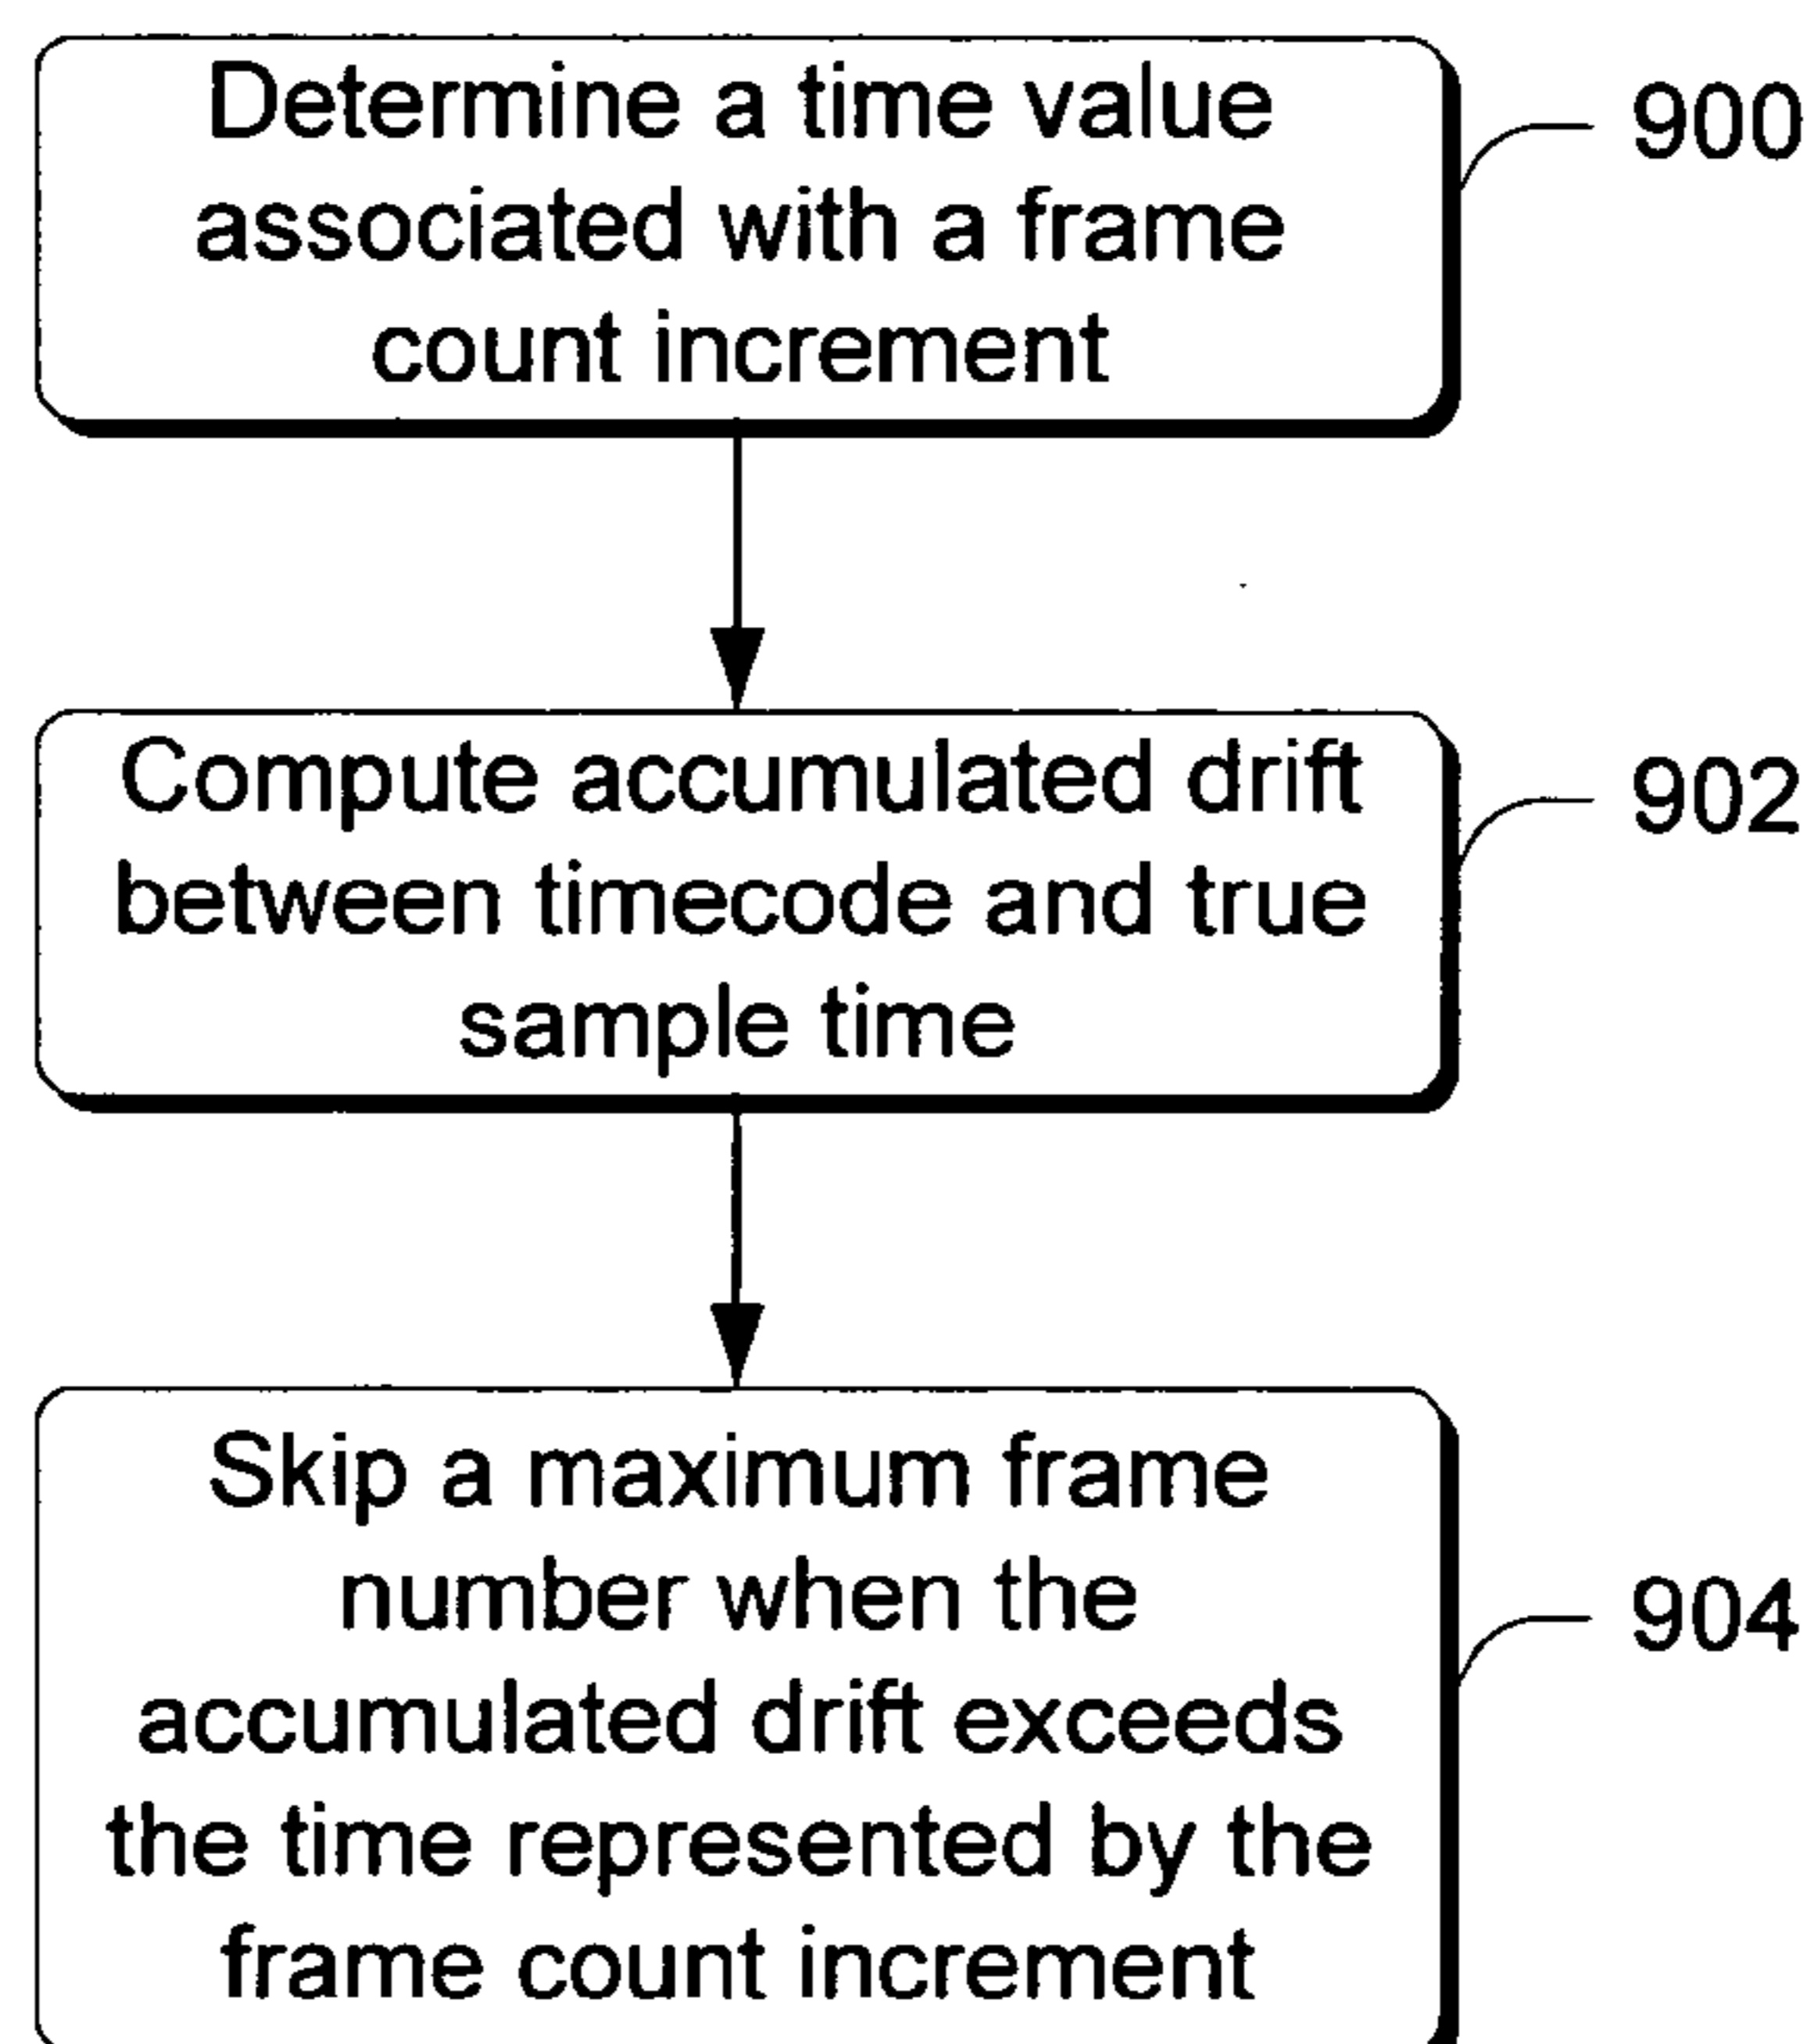 Determine a time value
associated with a frame
count increment
900
Compute accumulated drift
between timecode and true
sample time
902
Skip a maximum frame
number when the
accumulated drift exceeds
the time represented by the
frame count increment
904